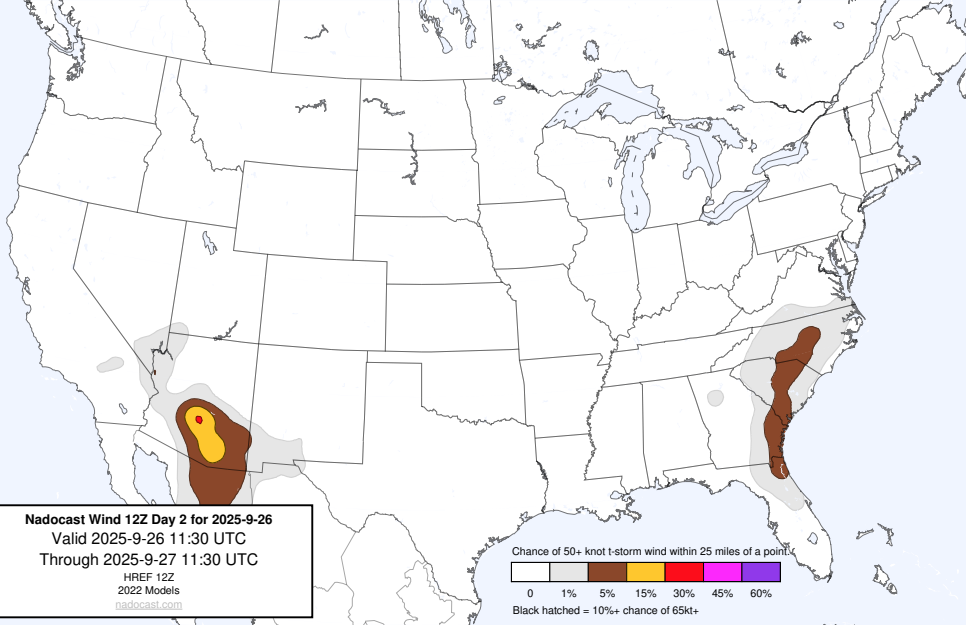 Nadocast Wind 12Z Day 2 for 2025-9-26
Valid 2025-9-26 11:30 UTC
Through 2025-9-27 11:30 UTC
HREF 12Z
2022 Models
nadocast.com
Chance of 50+ knot t-storm wind within 25 miles of a point.
0 1% 5% 15% 30% 45% 60%
Black hatched = 10%+ chance of 65kt+